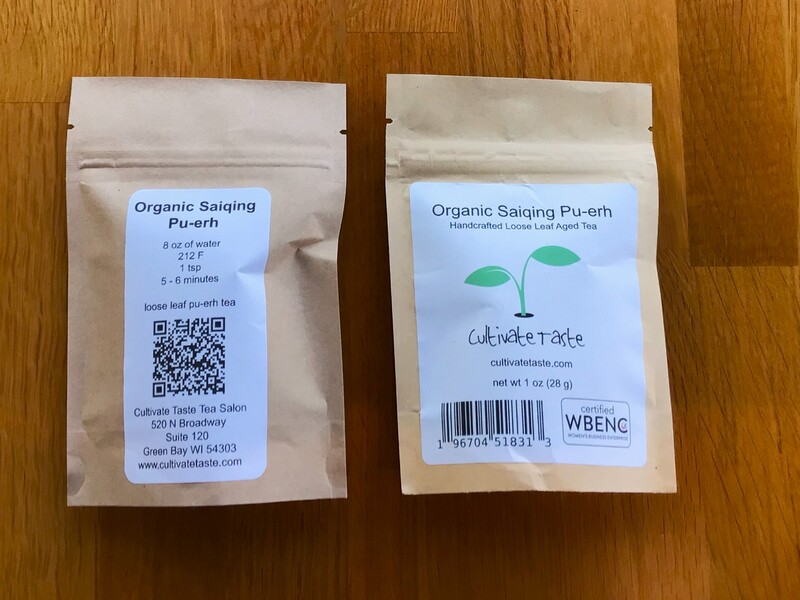 Organic Saiqing
Pu-erh
8 oz of water
212 F
1 tsp
5 - 6 minutes
loose leaf pu-erh tea
Cultivate Taste Tea Salon
520 N Broadway
Suite 120
Green Bay WI 54303
www.cultivatetaste.com
Organic Saiqing Pu-erh
Handcrafted Loose Leaf Aged Tea
cultivate Taste
cultivatetaste.com
net wt 1 oz (28 g)
1 96704 51831 3
certified
WBENC
WOMEN'S BUSINESS ENTERPRISE